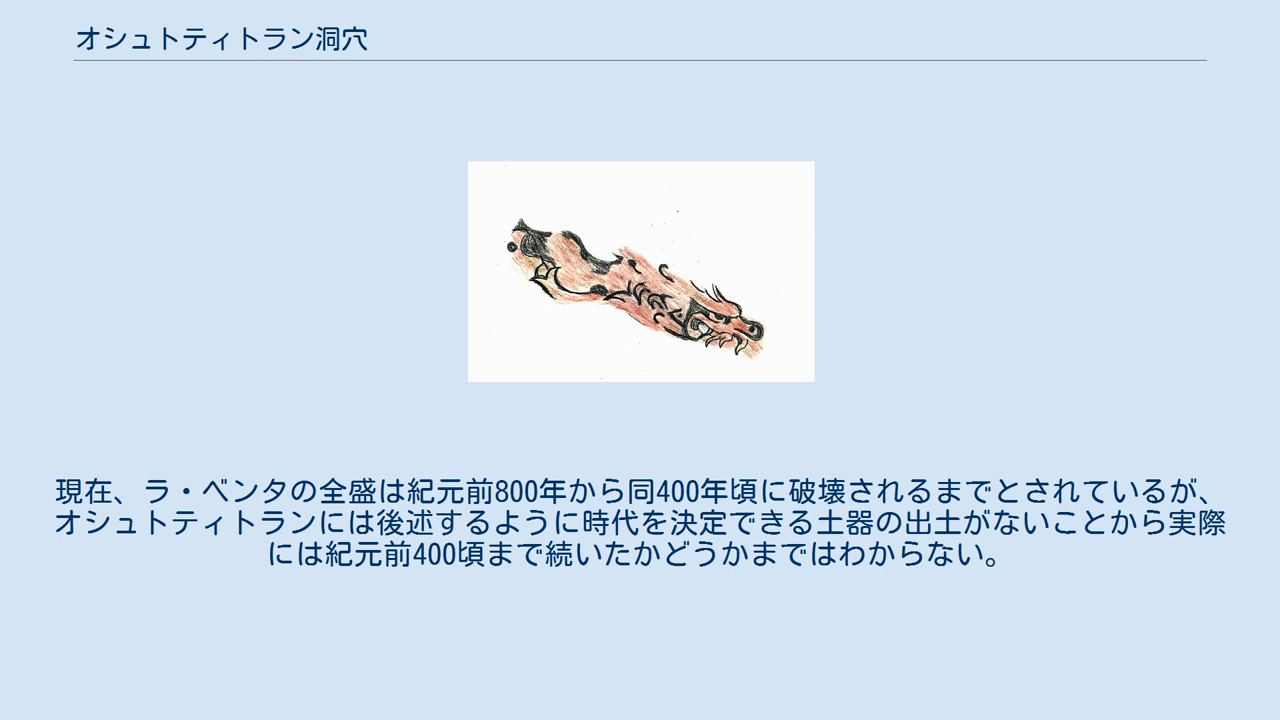 オシュトティトラン洞穴
現在、ラ・ベンタの全盛は紀元前800年から同400年頃に破壊されるまでとされているが、
オシュトティトランには後述するように時代を決定できる土器の出土がないことから実際
には紀元前400頃まで続いたかどうかまではわからない。